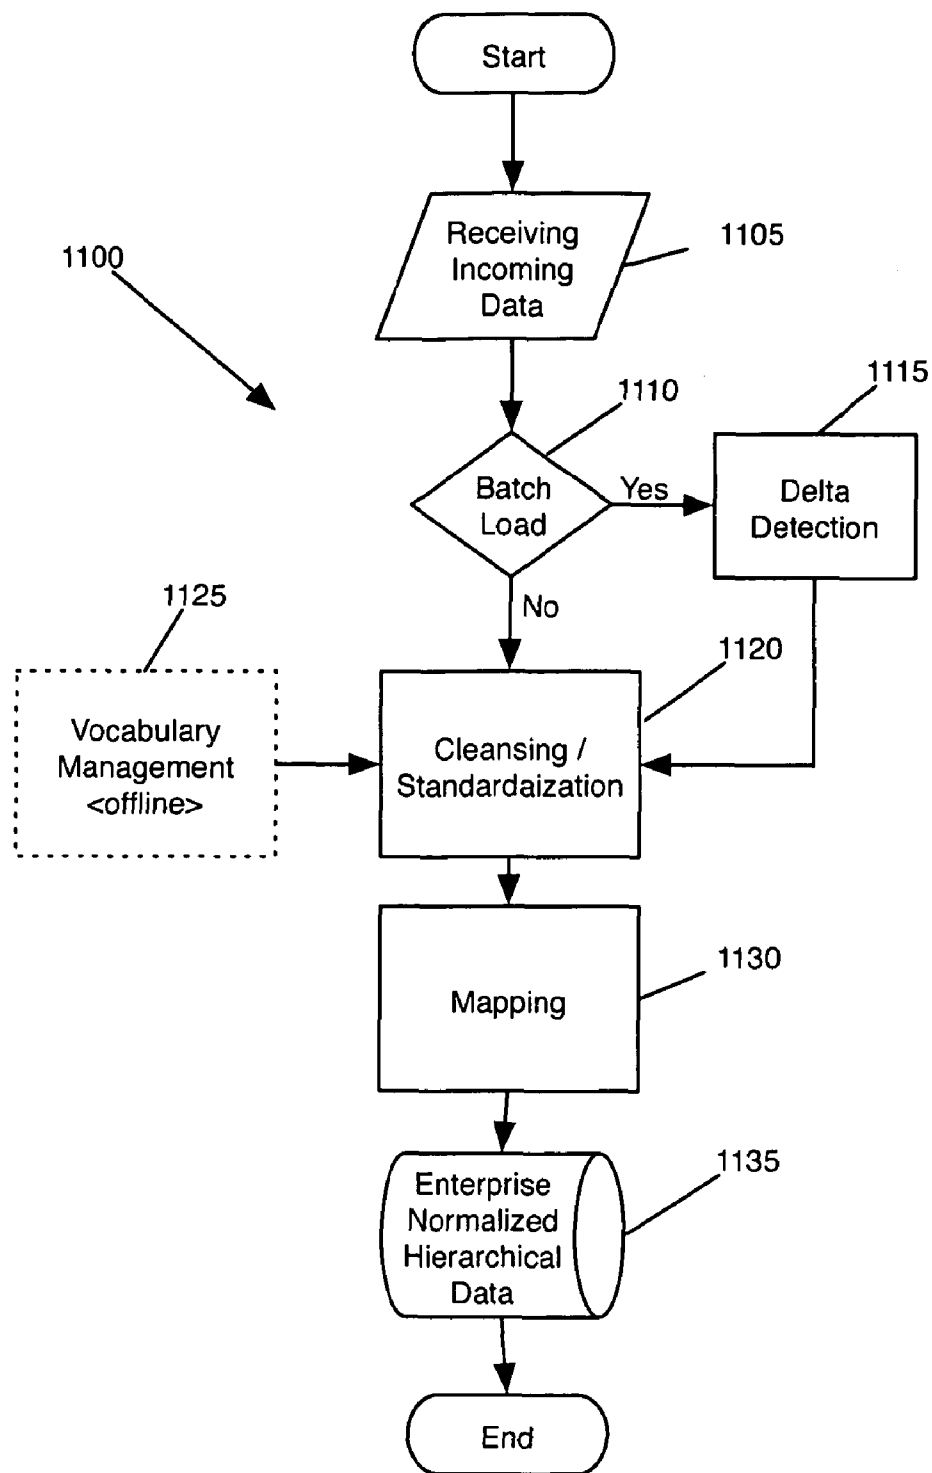 Start
Receiving
Incoming
Data
1105
1100
1110
1115
Batch
Load
Yes
Delta
Detection
No
1125
1120
Vocabulary
Management
<offline>
Cleansing /
Standardaization
1130
Mapping
1135
Enterprise
Normalized
Hierarchical
Data
End